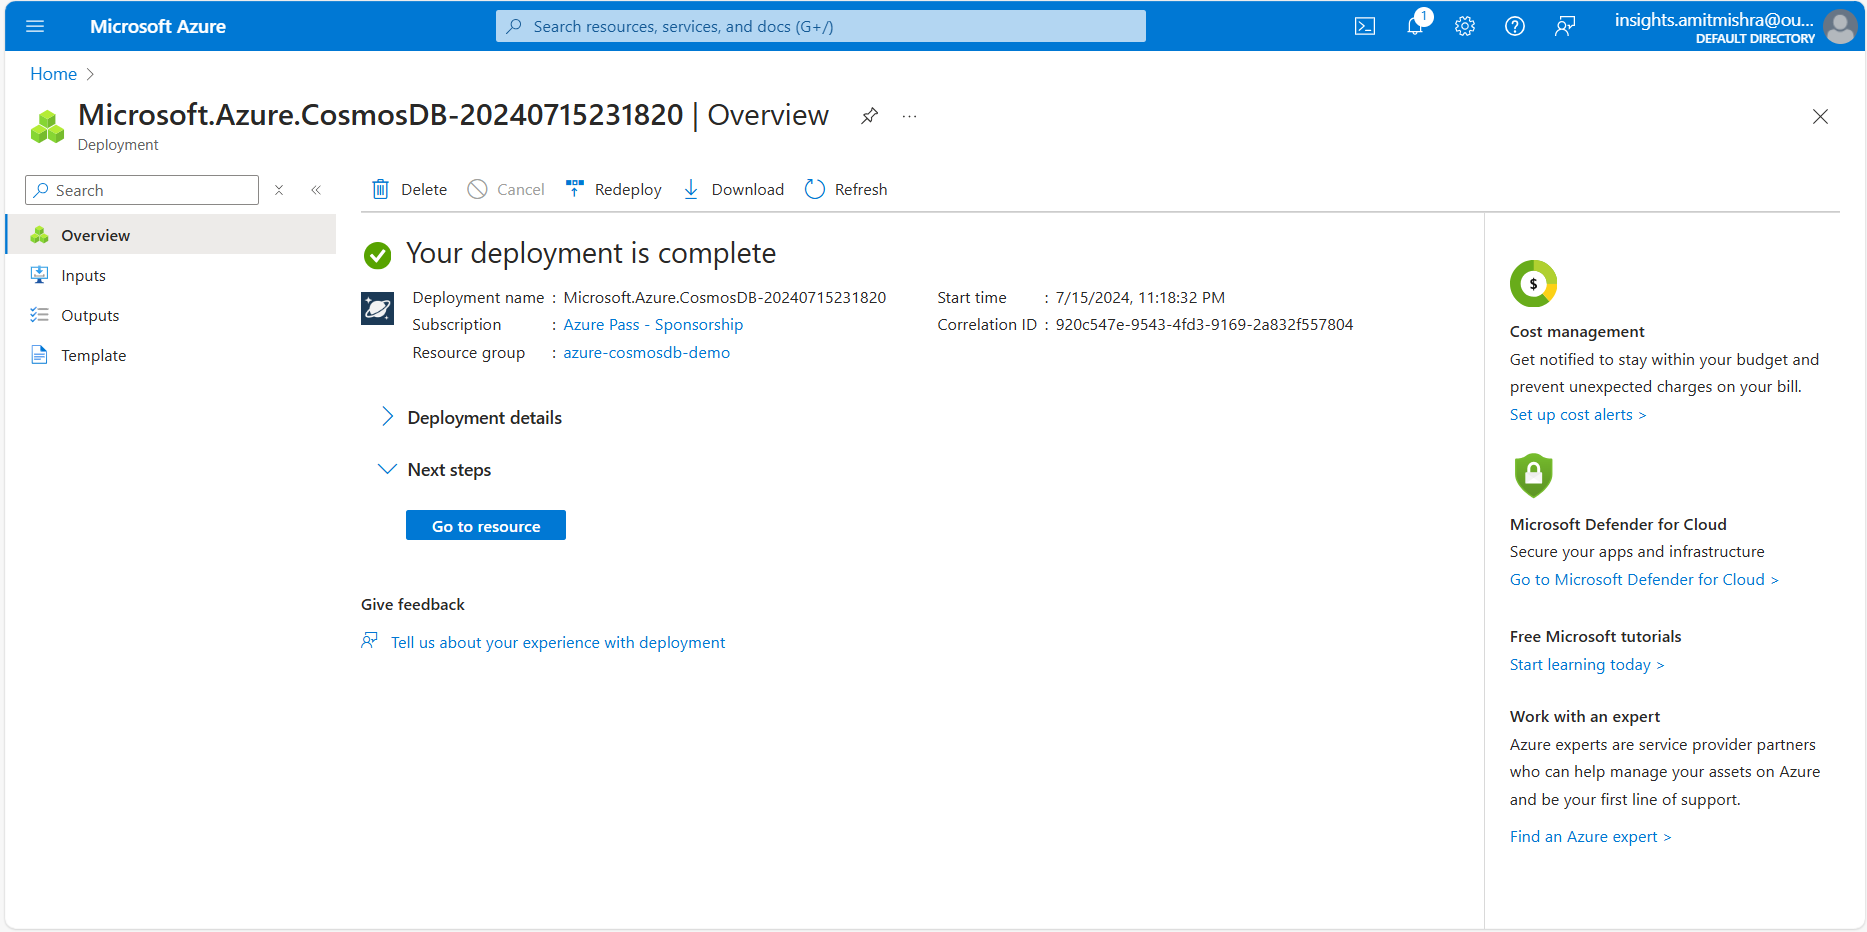 Microsoft Azure
Search resources, services, and docs (G+/)
1
insights.amitmishra@ou...
DEFAULT DIRECTORY
Home
Microsoft.Azure.CosmosDB-20240715231820 | Overview
...
Deployment
Search
Delete
Cancel
Redeploy
Download
Refresh
Overview
Inputs
Outputs
Template
Your deployment is complete
Deployment name : Microsoft.Azure.CosmosDB-20240715231820
Subscription : Azure Pass - Sponsorship
Resource group : azure-cosmosdb-demo
Start time : 7/15/2024, 11:18:32 PM
Correlation ID : 920c547e-9543-4fd3-9169-2a832f557804
Deployment details
Next steps
Go to resource
Give feedback
Tell us about your experience with deployment
$
Cost management
Get notified to stay within your budget and
prevent unexpected charges on your bill.
Set up cost alerts >
Microsoft Defender for Cloud
Secure your apps and infrastructure
Go to Microsoft Defender for Cloud >
Free Microsoft tutorials
Start learning today >
Work with an expert
Azure experts are service provider partners
who can help manage your assets on Azure
and be your first line of support.
Find an Azure expert >